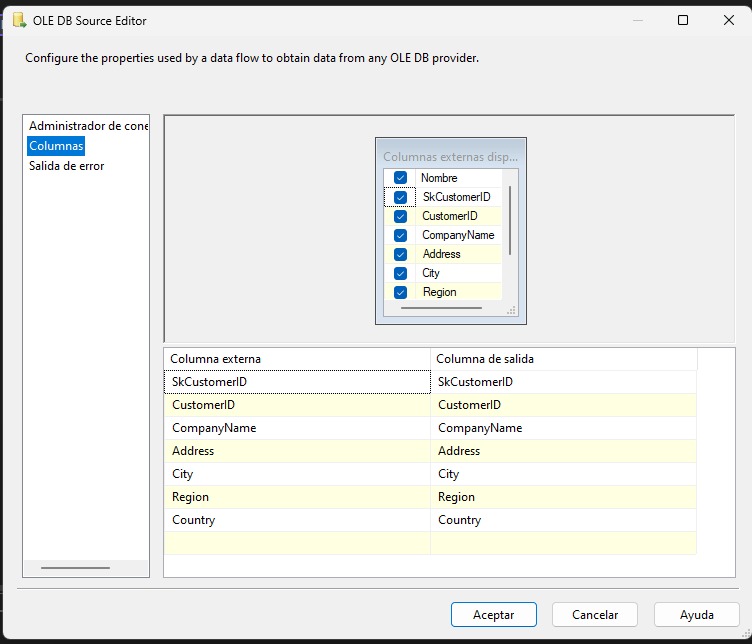 OLE DB Source Editor
Configure the properties used by a data flow to obtain data from any OLE DB provider.
Administrador de cone
Columnas
Salida de error
Columnas externas disp...
Nombre
SkCustomerID
CustomerID
CompanyName
Address
City
Region
Columna externa Columna de salida
SkCustomerID SkCustomerID
CustomerID CustomerID
CompanyName CompanyName
Address Address
City City
Region Region
Country Country
Aceptar Cancelar Ayuda